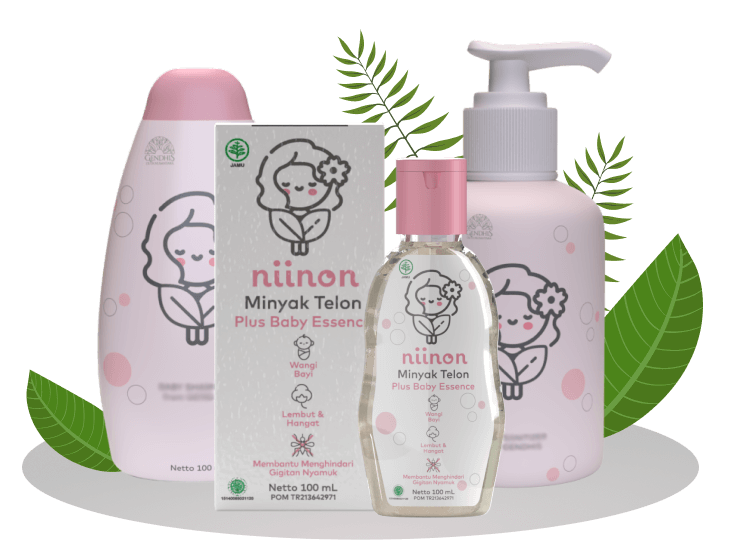 GENDHIS
Netto 100
JAMU
niinon
Minyak Telon
Plus Baby Essenc
Wangi
Bayi
Lembut &
Hangat
Membantu Menghindari
Gigitan Nyamuk
Netto 100 mL
POM TR213642971
niinon
Minyak Telon
Plus Baby Essence
Wangi
Bayi
Lembut &
Hangat
Membantu Menghindari
Gigitan Nyamuk
Netto 100 mL
POM TR213642971